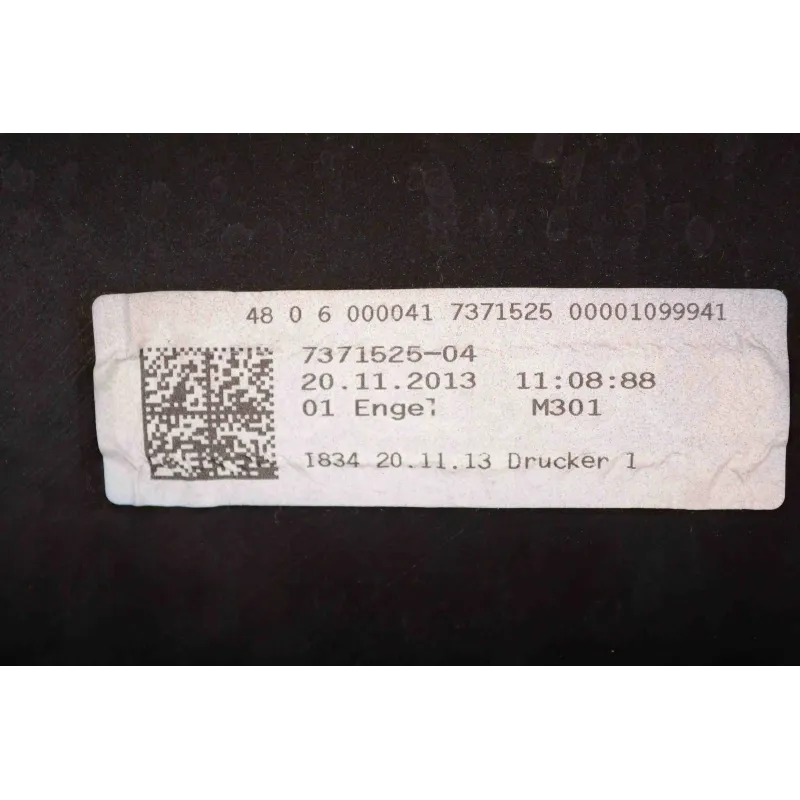 48 0 6 000041 7371525 00001099941
7371525-04
20.11.2013 11:08:88
01 Engel M301
1834 20.11.13 Drucker 1